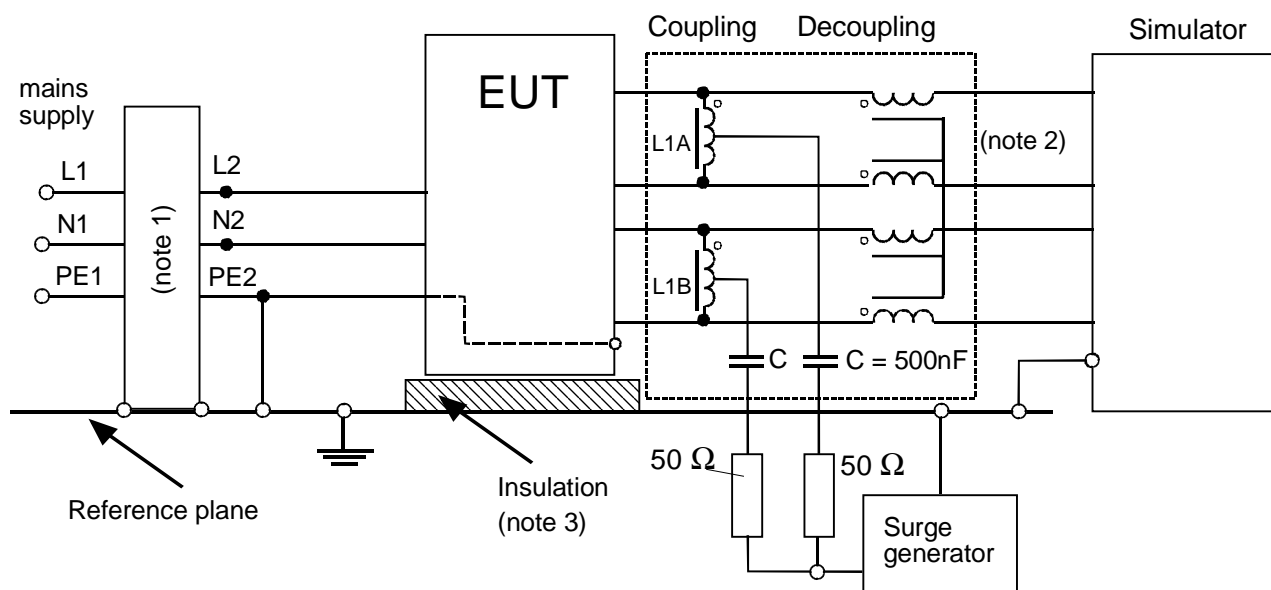 Coupling Decoupling
Simulator
mains
supply
EUT
L1 L2
L1A
(note 2)
N1 N2
(note 1)
PE1 PE2
L1B
C C = 500nF
50 Ω 50 Ω
Reference plane
Insulation
(note 3)
Surge
generator